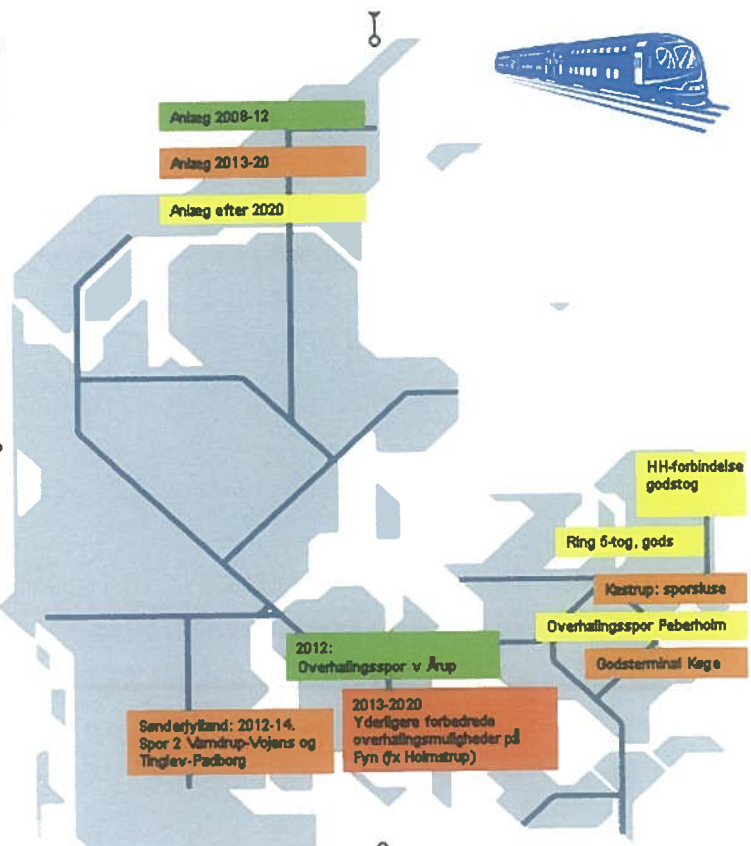 Anlæg 2008-12
Anlæg 2013-20
Anlæg efter 2020
HH-forbindelse
godstog
Ring 5-tog, gods
Kastrup: sporsluse
Overhalingsspor Peberholm
Godsterminal Køge
2012:
Overhalingsspor v Årup
2013-2020
Yderligere forbedrede
overhalingsmuligheder på
Fyn (fx Holmstrup)
Sønderjylland: 2012-14.
Spor 2 Vamdrup-Vojens og
Tinglev-Padborg